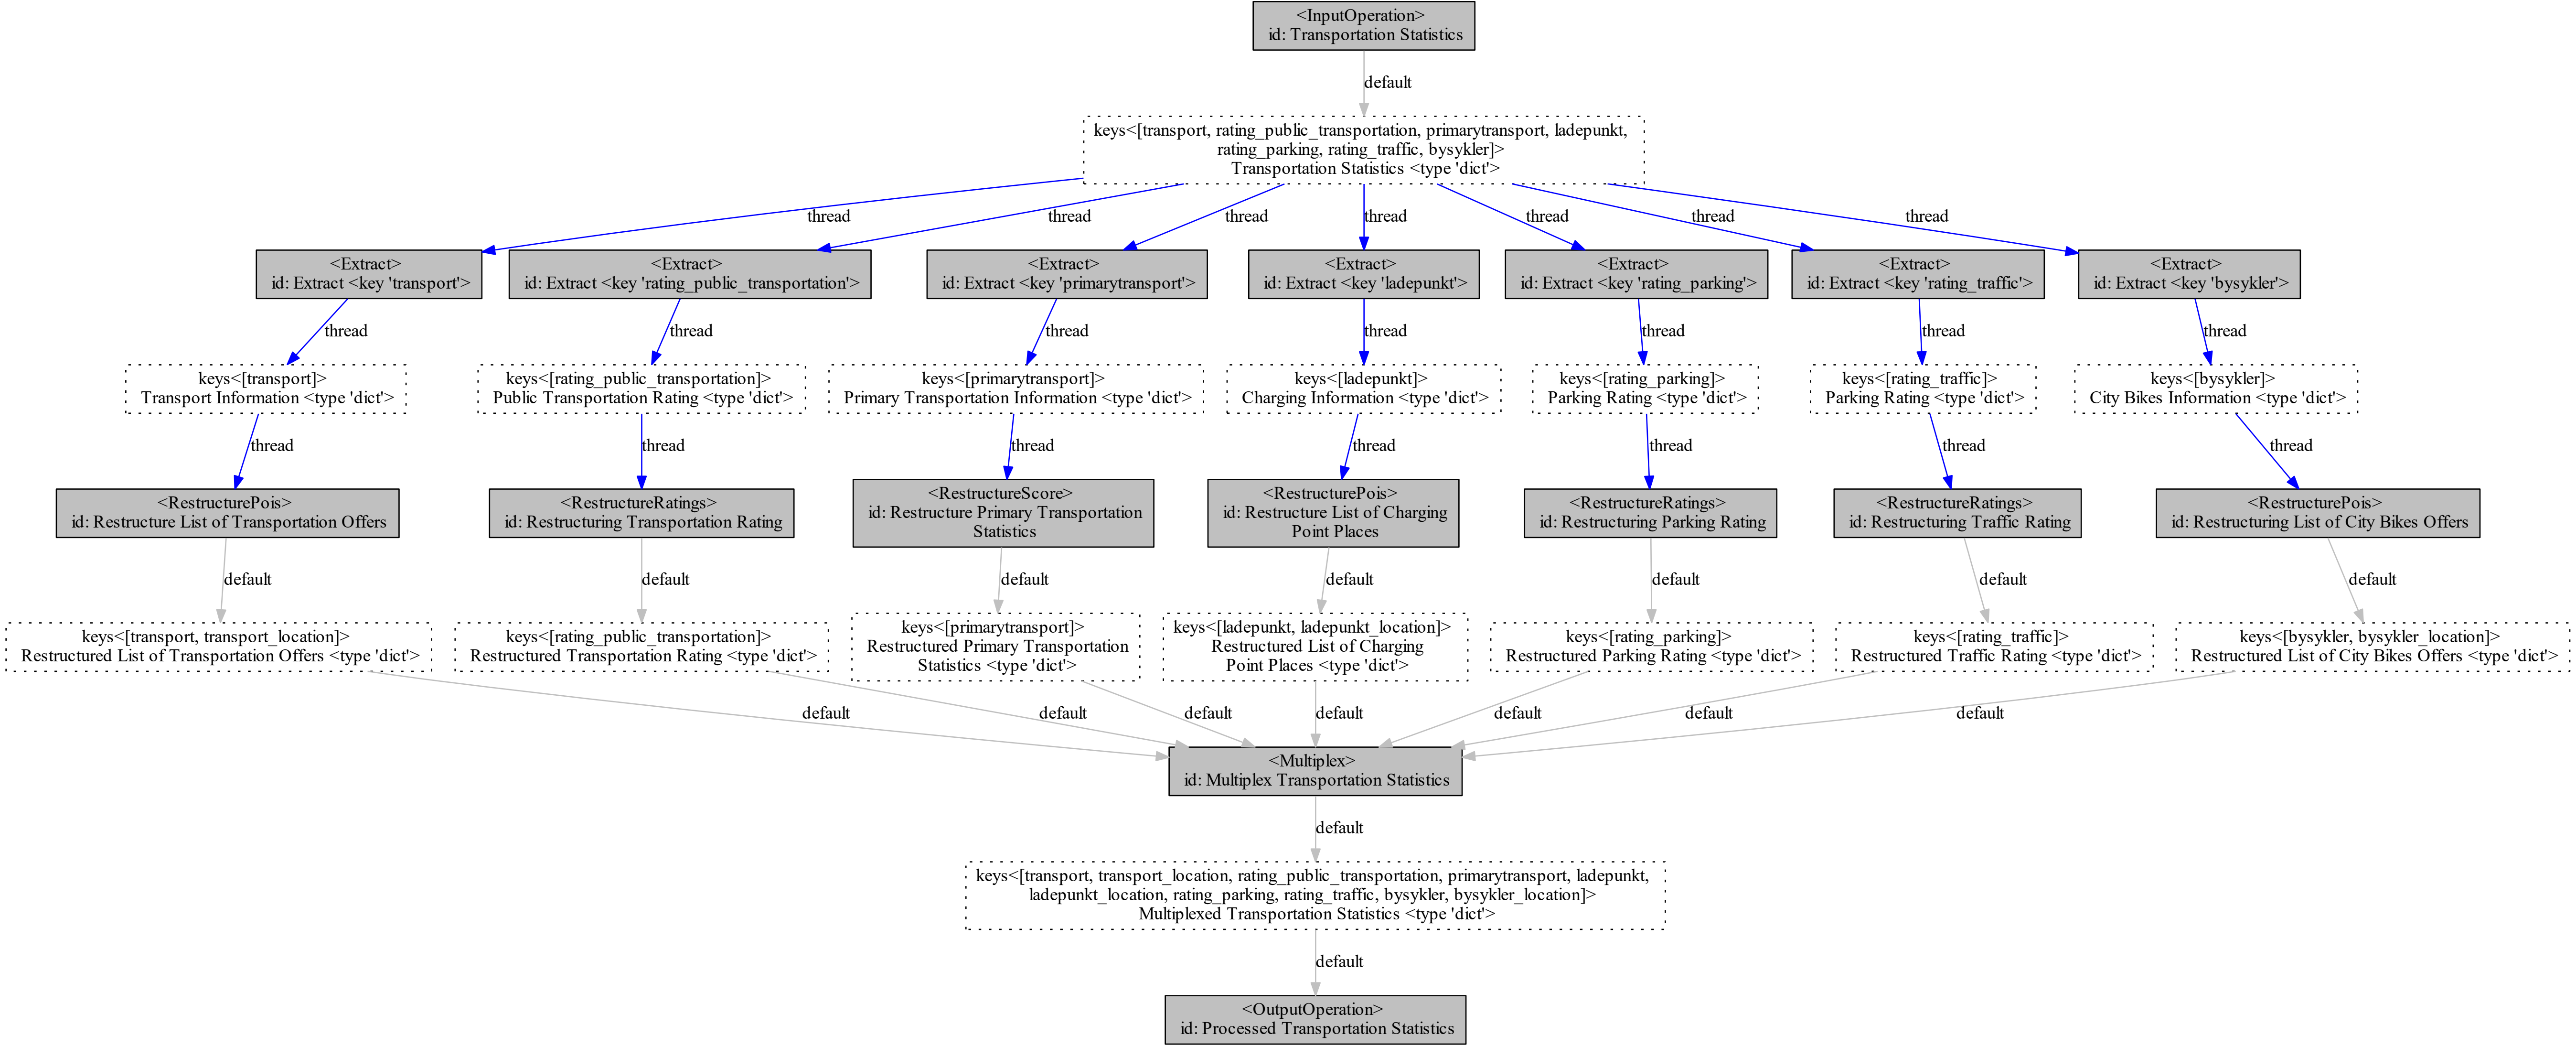 <InputOperation>
id: Transportation Statistics
default
keys<[transport, rating_public_transportation, primarytransport, ladepunkt,
rating_parking, rating_traffic, bysykler]>
Transportation Statistics <type 'dict'>
thread
thread
thread
thread
thread
thread
thread
<Extract>
id: Extract <key 'transport'>
<Extract>
id: Extract <key 'rating_public_transportation'>
<Extract>
id: Extract <key 'primarytransport'>
<Extract>
id: Extract <key 'ladepunkt'>
<Extract>
id: Extract <key 'rating_parking'>
<Extract>
id: Extract <key 'rating_traffic'>
<Extract>
id: Extract <key 'bysykler'>
thread
thread
thread
thread
thread
thread
thread
keys<[transport]>
Transport Information <type 'dict'>
keys<[rating_public_transportation]>
Public Transportation Rating <type 'dict'>
keys<[primarytransport]>
Primary Transportation Information <type 'dict'>
keys<[ladepunkt]>
Charging Information <type 'dict'>
keys<[rating_parking]>
Parking Rating <type 'dict'>
keys<[rating_traffic]>
Parking Rating <type 'dict'>
keys<[bysykler]>
City Bikes Information <type 'dict'>
thread
thread
thread
thread
thread
thread
thread
<RestructurePois>
id: Restructure List of Transportation Offers
<RestructureRatings>
id: Restructuring Transportation Rating
<RestructureScore>
id: Restructure Primary Transportation
Statistics
<RestructurePois>
id: Restructure List of Charging
Point Places
<RestructureRatings>
id: Restructuring Parking Rating
<RestructureRatings>
id: Restructuring Traffic Rating
<RestructurePois>
id: Restructuring List of City Bikes Offers
default
default
default
default
default
default
default
keys<[transport, transport_location]>
Restructured List of Transportation Offers <type 'dict'>
keys<[rating_public_transportation]>
Restructured Transportation Rating <type 'dict'>
keys<[primarytransport]>
Restructured Primary Transportation
Statistics <type 'dict'>
keys<[ladepunkt, ladepunkt_location]>
Restructured List of Charging
Point Places <type 'dict'>
keys<[rating_parking]>
Restructured Parking Rating <type 'dict'>
keys<[rating_traffic]>
Restructured Traffic Rating <type 'dict'>
keys<[bysykler, bysykler_location]>
Restructured List of City Bikes Offers <type 'dict'>
default
default
default
default
default
default
default
<Multiplex>
id: Multiplex Transportation Statistics
default
keys<[transport, transport_location, rating_public_transportation, primarytransport, ladepunkt,
ladepunkt_location, rating_parking, rating_traffic, bysykler, bysykler_location]>
Multiplexed Transportation Statistics <type 'dict'>
default
<OutputOperation>
id: Processed Transportation Statistics